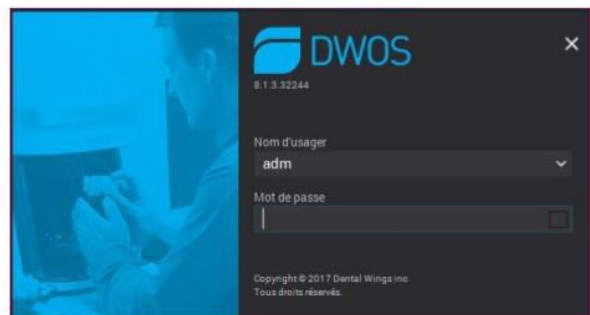 DWOS
8.1.3.32244
Nom d'usager
adm
Mot de passe
Copyright © 2017 Dental Wings inc
Tous droits réservés.